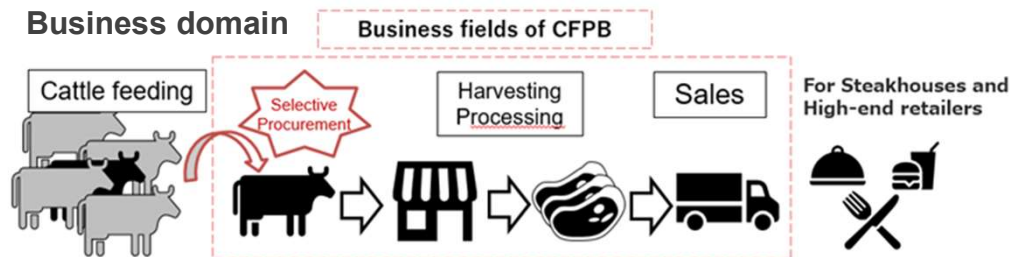 Business domain
Business fields of CFPB
Cattle feeding
Selective
Procurement
Harvesting
Processing
Sales
For Steakhouses and
High-end retailers